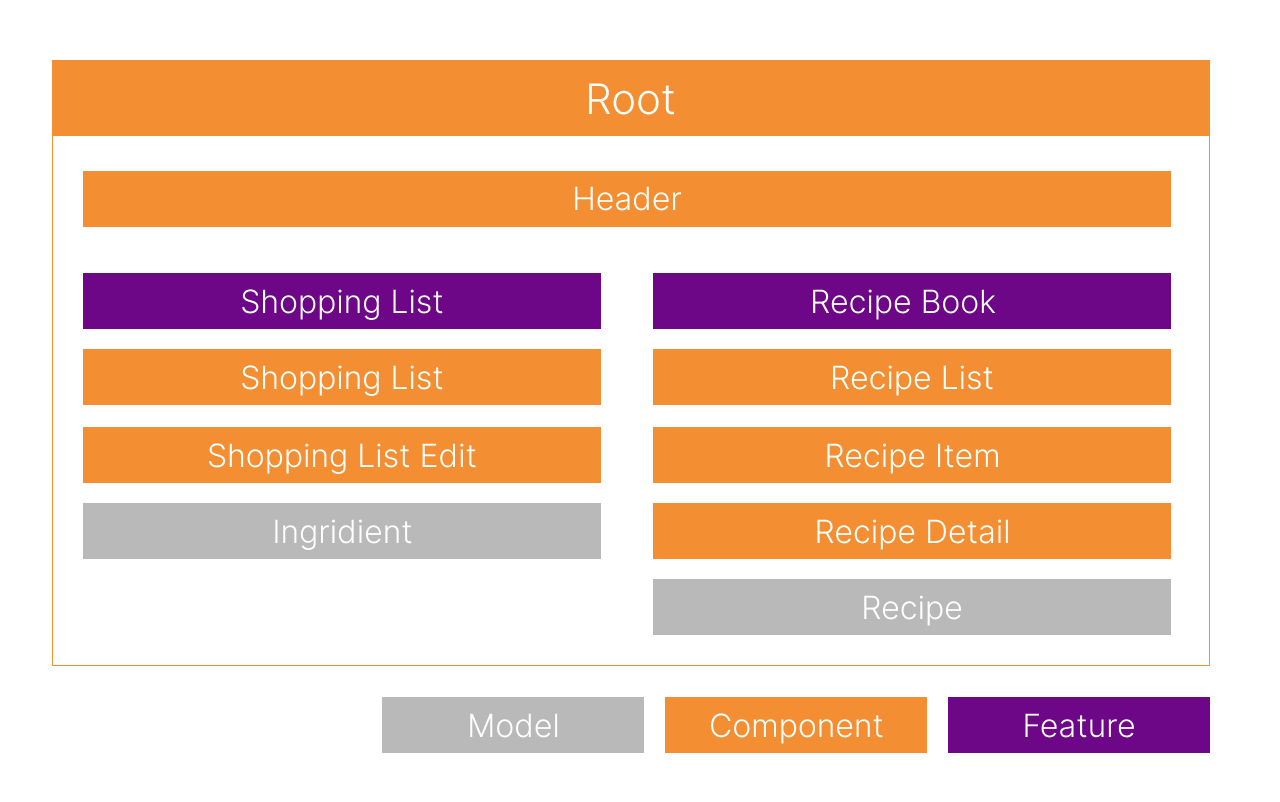 Root
Header
Shopping List
Shopping List
Shopping List Edit
Ingridient
Recipe Book
Recipe List
Recipe Item
Recipe Detail
Recipe
Model
Component
Feature